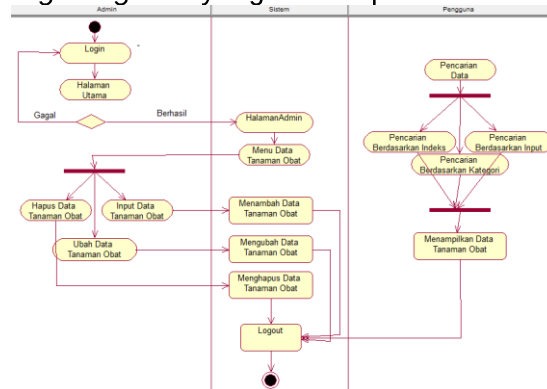 Admin
Sistem
Pengguna
Login
Halaman
Utama
Gagal
Berhasil
HalamanAdmin
Menu Data
Tanaman Obat
Hapus Data
Tanaman Obat
Input Data
Tanaman Obat
Ubah Data
Tanaman Obat
Menambah Data
Tanaman Obat
Mengubah Data
Tanaman Obat
Menghapus Data
Tanaman Obat
Logout
Pencarian
Data
Pencarian
Berdasarkan Indeks
Pencarian
Berdasarkan Input
Pencarian
Berdasarkan Kategori
Menampilkan Data
Tanaman Obat